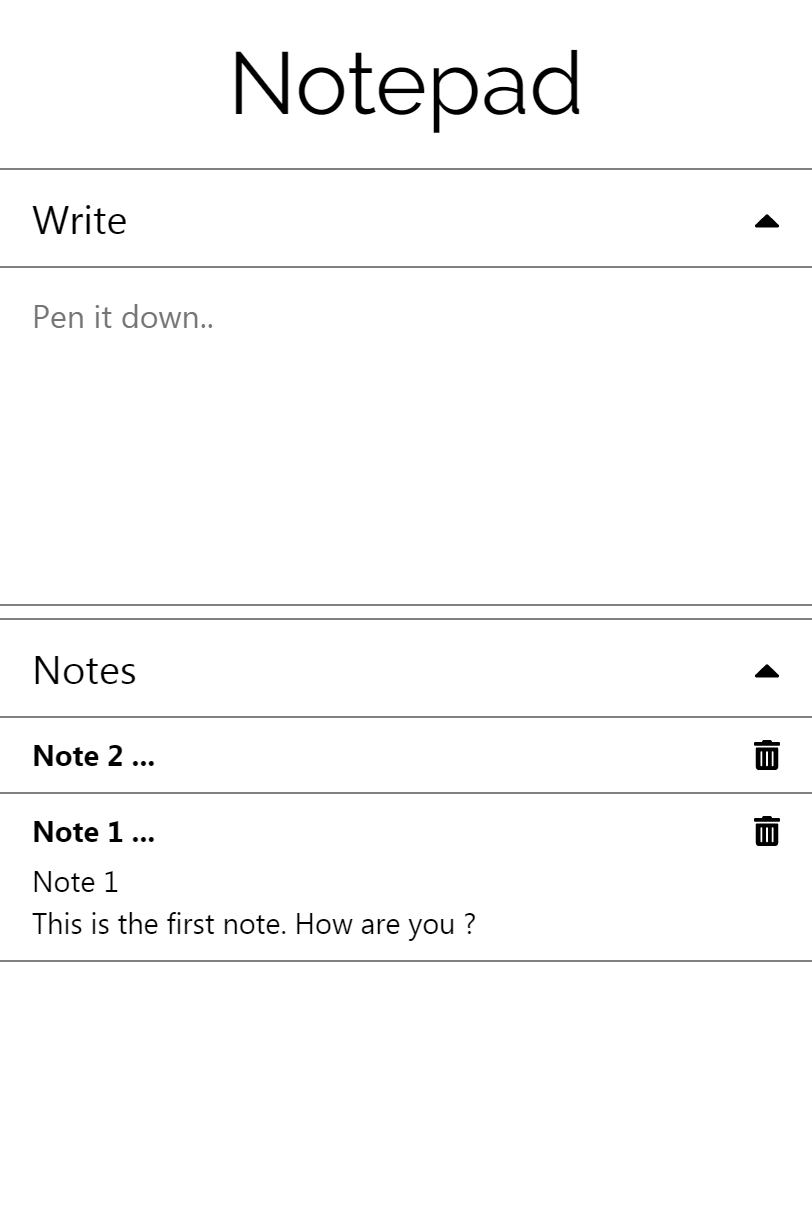 Notepad
Write
Pen it down..
Notes
Note 2 ...
Note 1 ...
Note 1
This is the first note. How are you ?